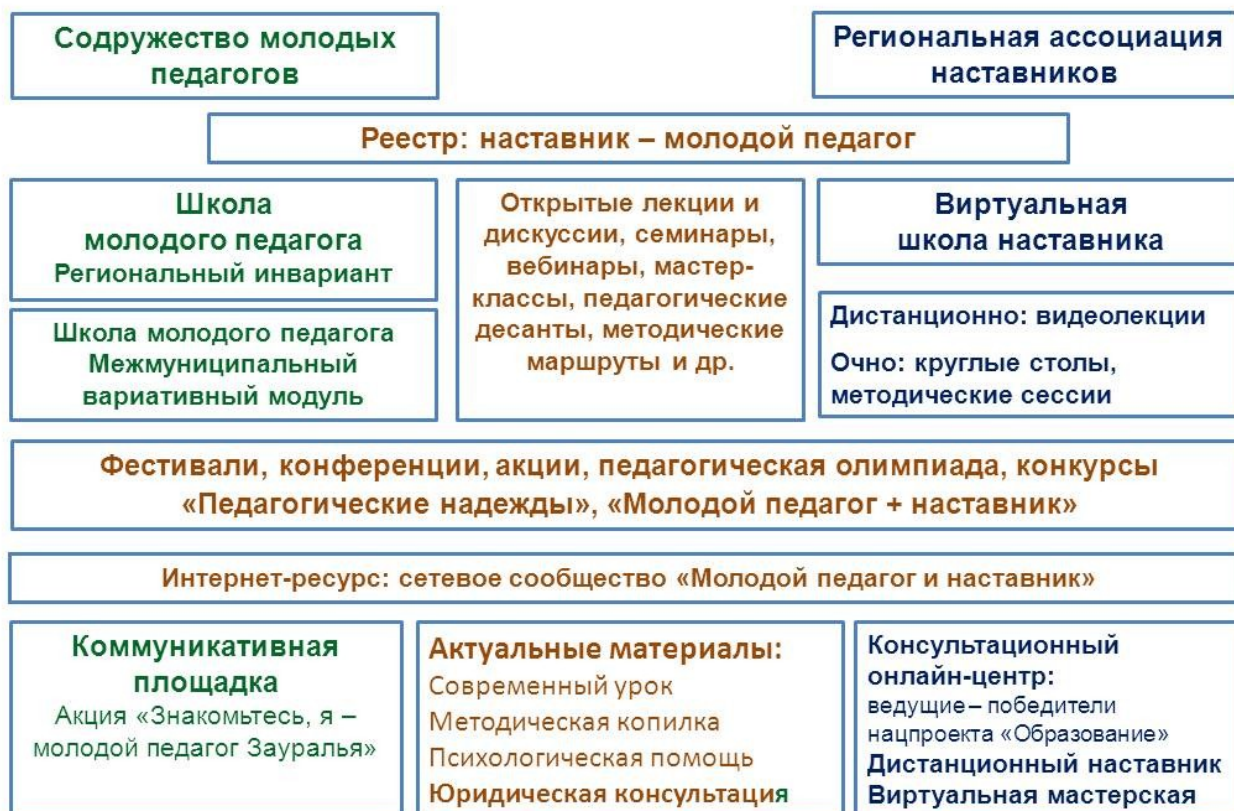 Содружество молодых
педагогов
Региональная ассоциация
наставников
Реестр: наставник – молодой педагог
Школа
молодого педагога
Региональный инвариант
Школа молодого педагога
Межмуниципальный
вариативный модуль
Открытые лекции и
дискуссии, семинары,
вебинары, мастер-
классы, педагогические
десанты, методические
маршруты и др.
Виртуальная
школа наставника
Дистанционно: видеолекции
Очно: круглые столы,
методические сессии
Фестивали, конференции, акции, педагогическая олимпиада, конкурсы
«Педагогические надежды», «Молодой педагог + наставник»
Интернет-ресурс: сетевое сообщество «Молодой педагог и наставник»
Коммуникативная
площадка
Акция «Знакомьтесь, я –
молодой педагог Зауралья»
Актуальные материалы:
Современный урок
Методическая копилка
Психологическая помощь
Юридическая консультация
Консультационный
онлайн-центр:
ведущие – победители
нацпроекта «Образование»
Дистанционный наставник
Виртуальная мастерская